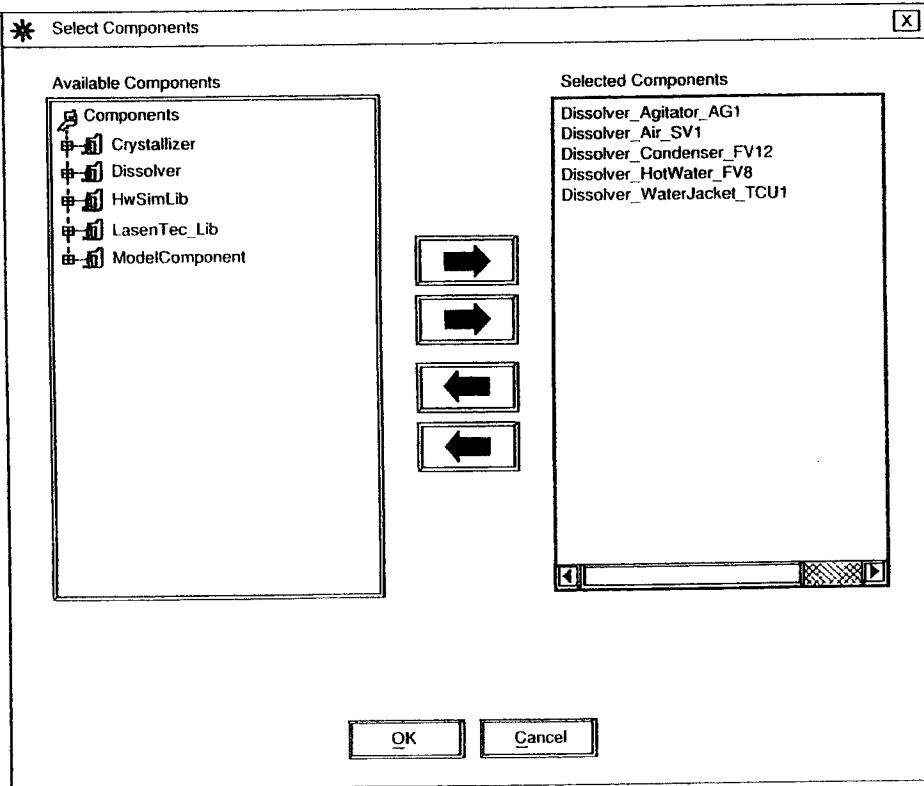 Select Components
X
Available Components
Components
Crystallizer
Dissolver
HwSimLib
LasenTec_Lib
ModelComponent
Selected Components
Dissolver_Agitator_AG1
Dissolver_Air_SV1
Dissolver_Condenser_FV12
Dissolver_HotWater_FV8
Dissolver_WaterJacket_TCU1
OK
Cancel